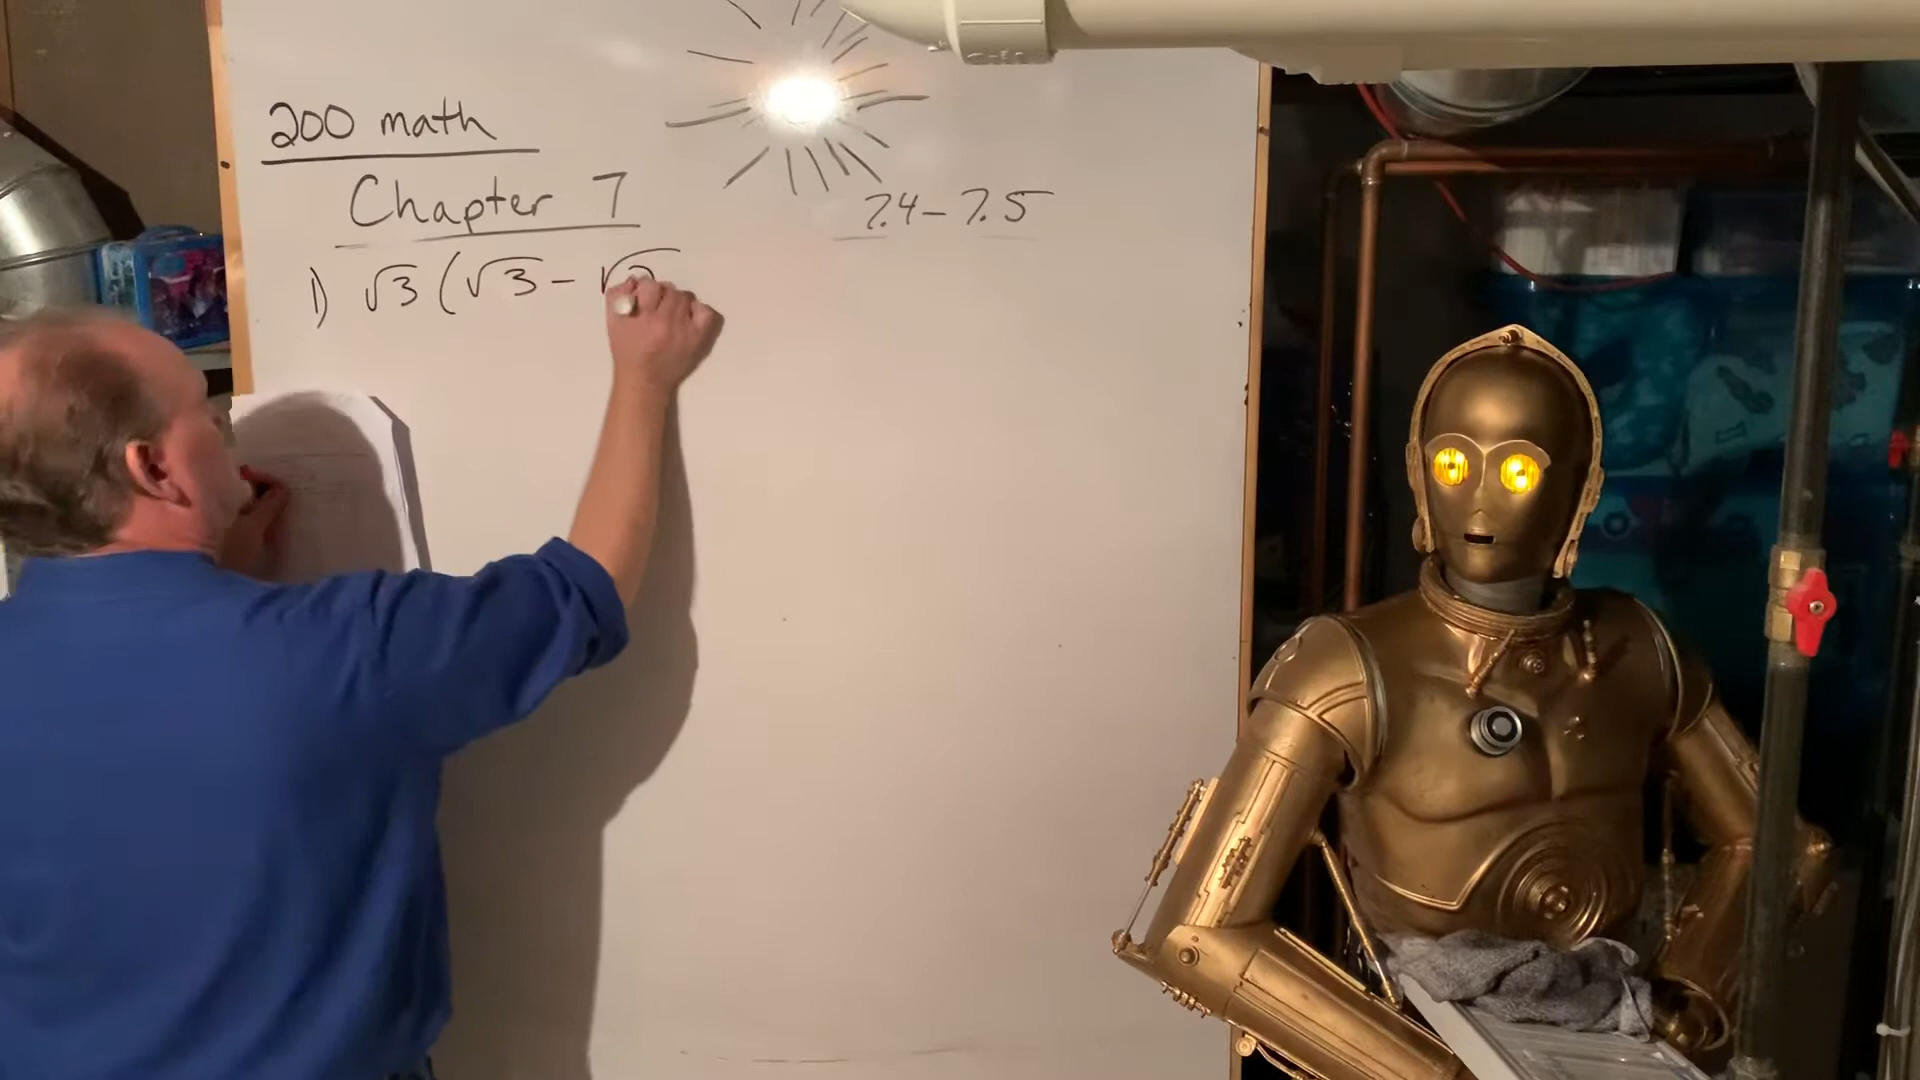 200 math
Chapter 7
7.4 – 7.5
1) √3 (√3 – √